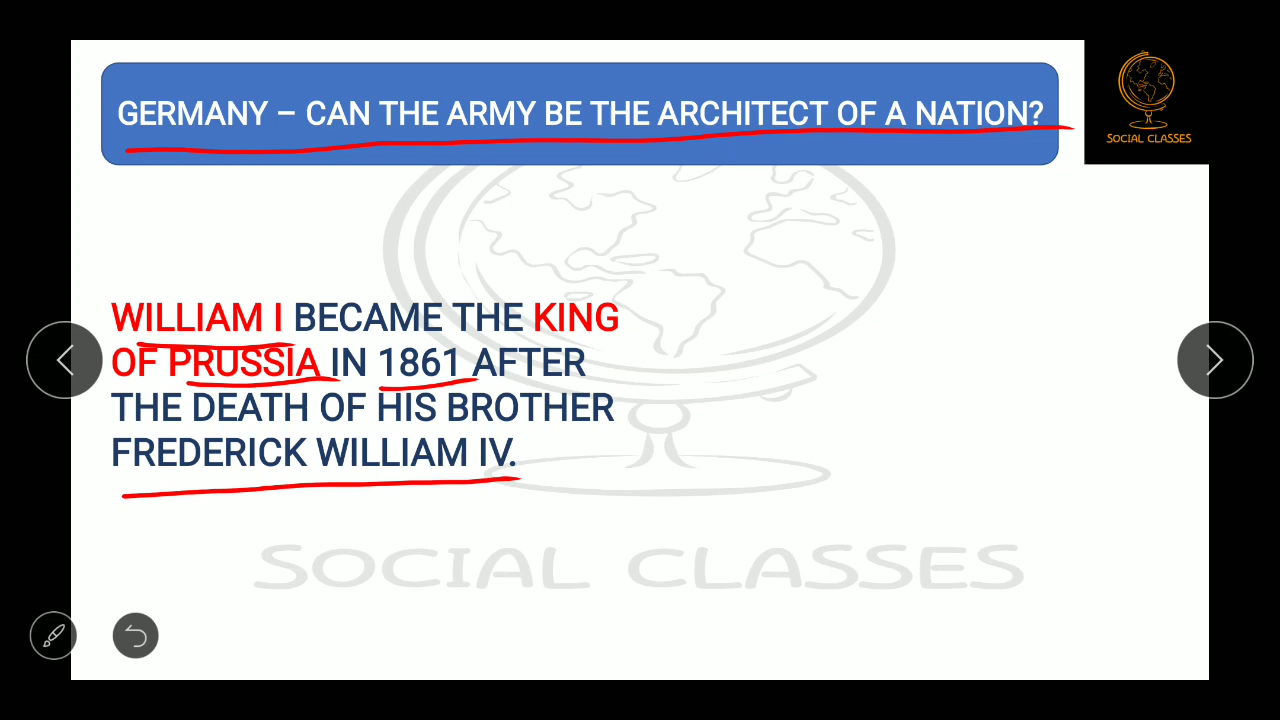 GERMANY – CAN THE ARMY BE THE ARCHITECT OF A NATION?
SOCIAL CLASSES
WILLIAM I BECAME THE KING
OF PRUSSIA IN 1861 AFTER
THE DEATH OF HIS BROTHER
FREDERICK WILLIAM IV.
SOCIAL CLASSES